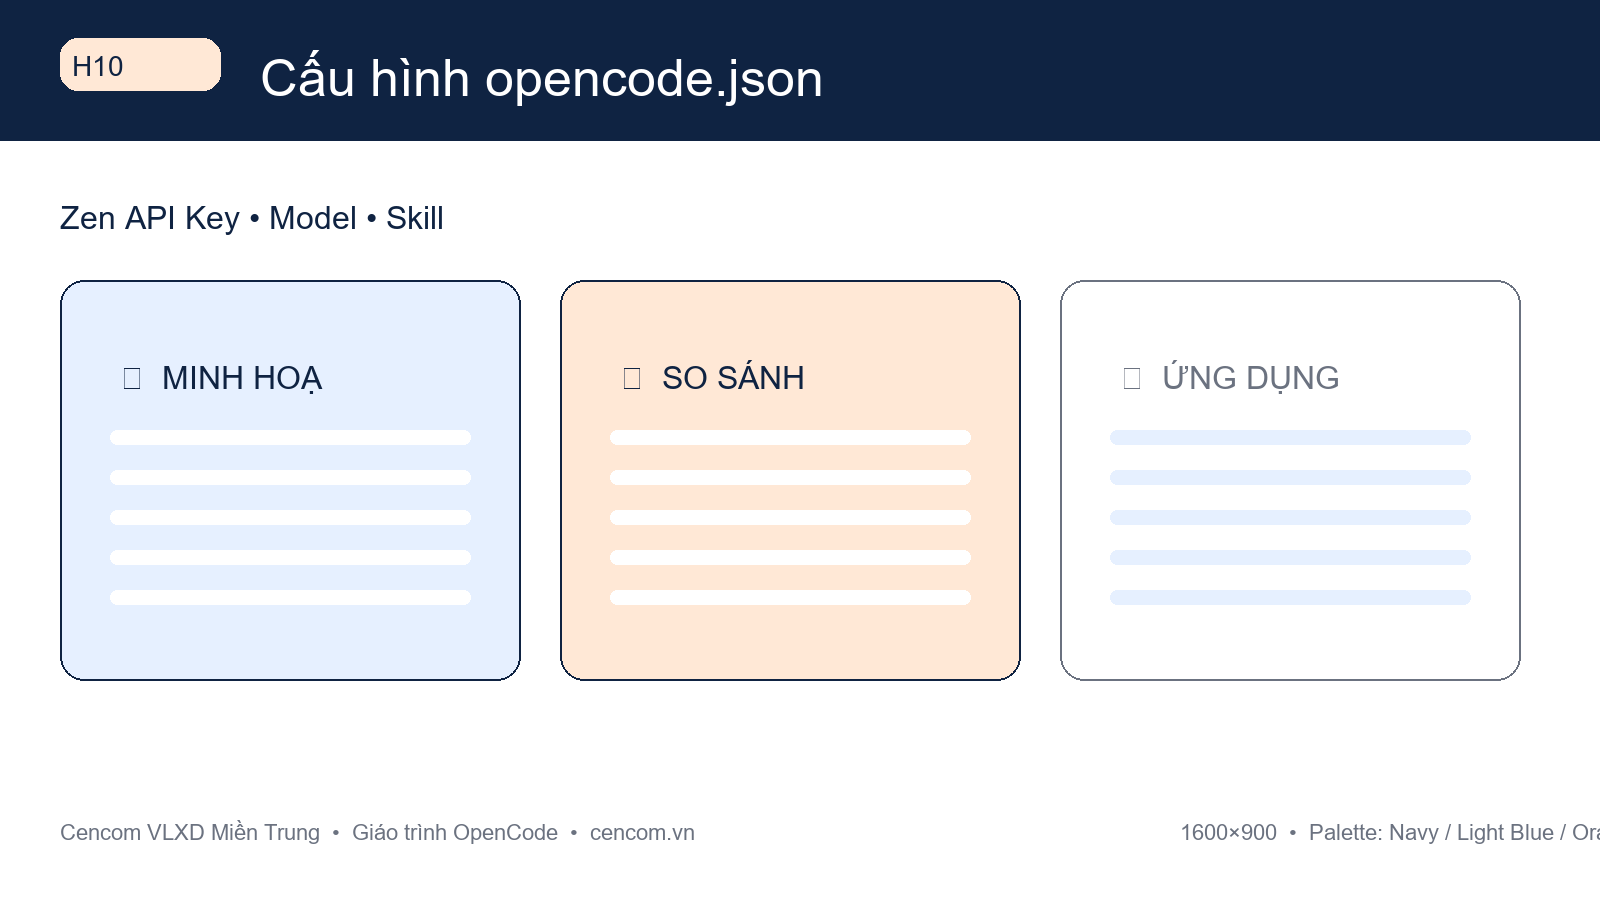 H10
Cấu hình opencode.json
Zen API Key • Model • Skill
MINH HOẠ
SO SÁNH
ỨNG DỤNG
Cencom VLXD Miền Trung • Giáo trình OpenCode • cencom.vn
1600×900 • Palette: Navy / Light Blue /